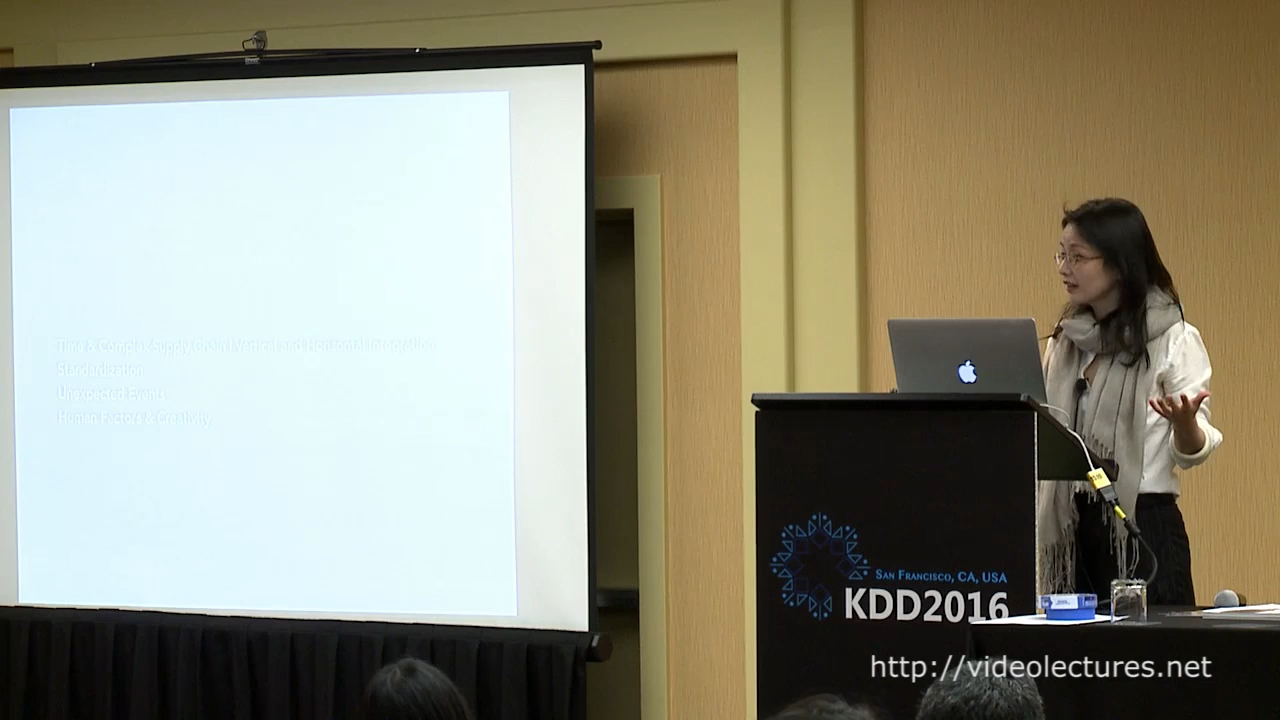 Time & Complex Supply Chain (Vertical and Horizontal Integration
Standardization
Unexpected Events
Human Factors & Creativity
SAN FRANCISCO, CA, USA
KDD2016
http://videolectures.net